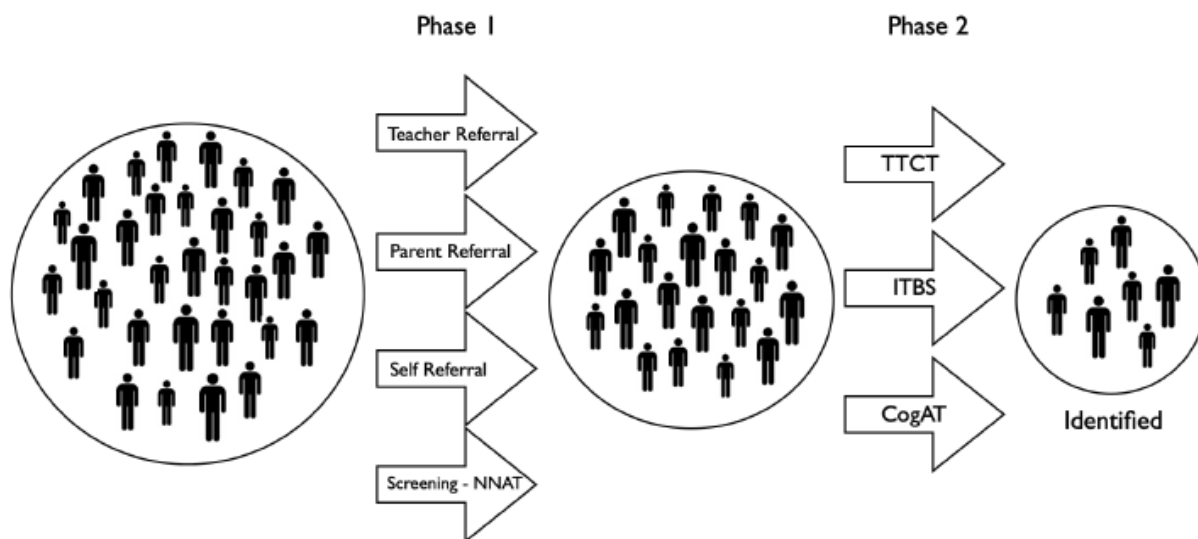 Phase 1
Phase 2
Teacher Referral
Parent Referral
Self Referral
Screening - NNAT
TTCT
ITBS
CogAT
Identified